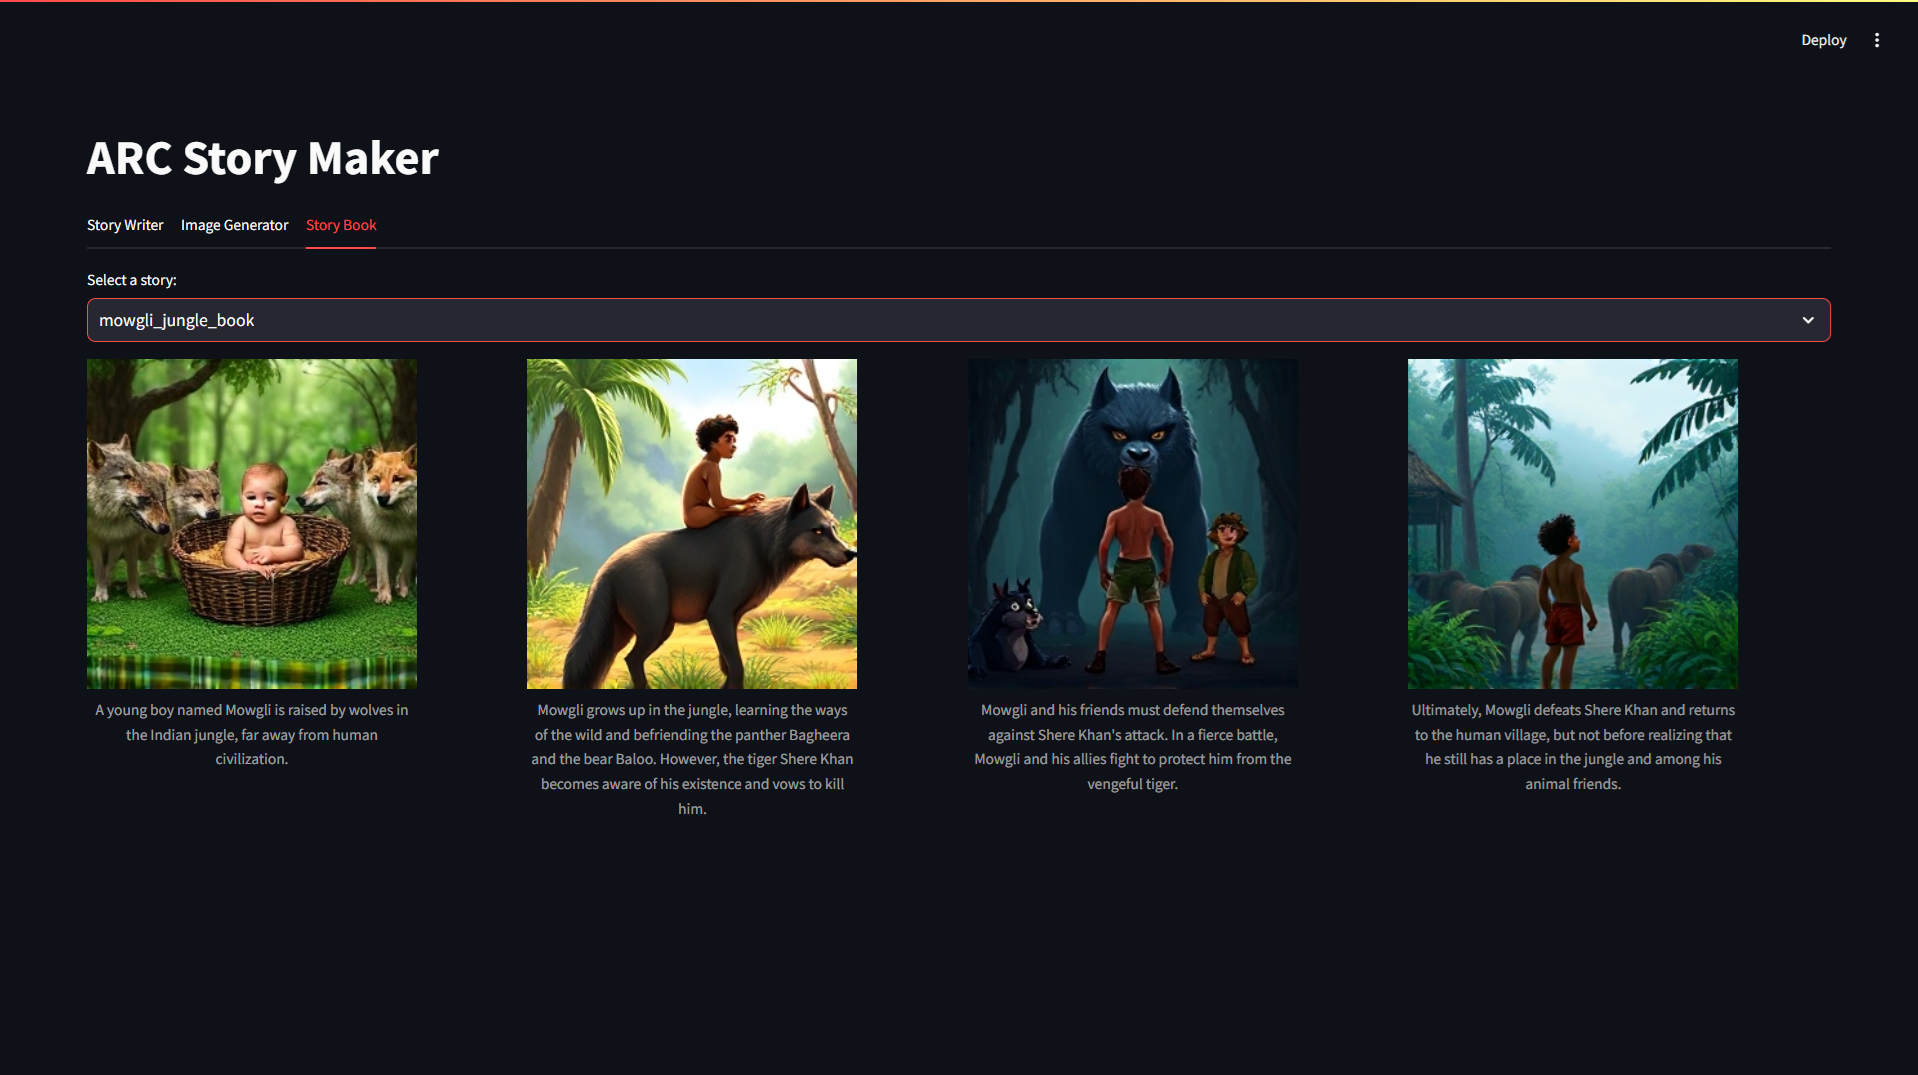 Deploy
ARC Story Maker
Story Writer Image Generator Story Book
Select a story:
mowgli_jungle_book
A young boy named Mowgli is raised by wolves in
the Indian jungle, far away from human
civilization.
Mowgli grows up in the jungle, learning the ways
of the wild and befriending the panther Bagheera
and the bear Baloo. However, the tiger Shere Khan
becomes aware of his existence and vows to kill
him.
Mowgli and his friends must defend themselves
against Shere Khan's attack. In a fierce battle,
Mowgli and his allies fight to protect him from the
vengeful tiger.
Ultimately, Mowgli defeats Shere Khan and returns
to the human village, but not before realizing that
he still has a place in the jungle and among his
animal friends.